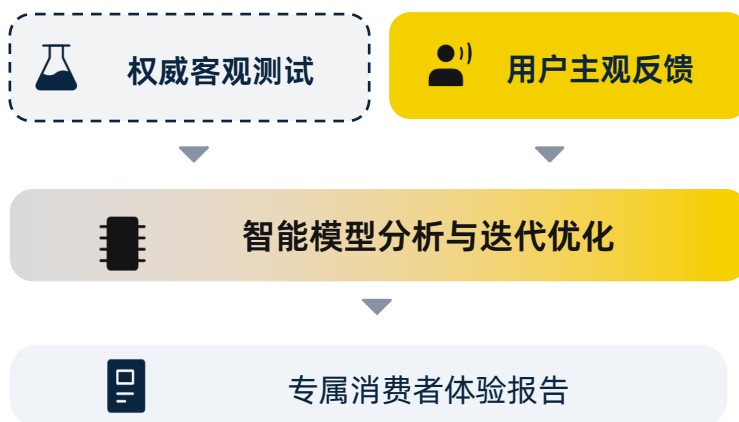 权威客观测试
用户主观反馈
智能模型分析与迭代优化
专属消费者体验报告